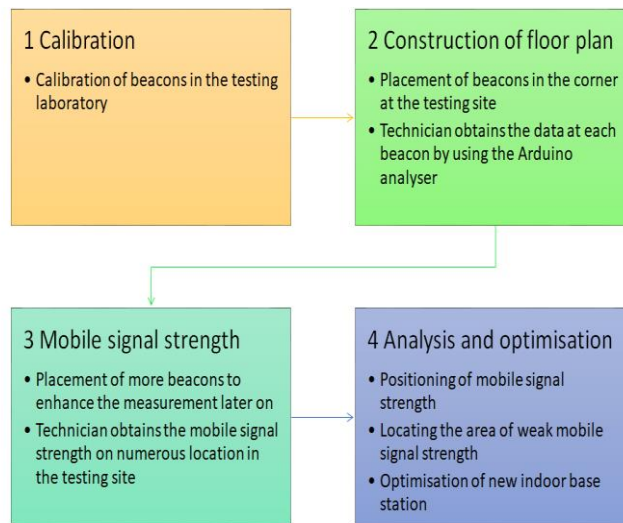 1 Calibration
• Calibration of beacons in the testing
laboratory
2 Construction of floor plan
• Placement of beacons in the corner
at the testing site
• Technician obtains the data at each
beacon by using the Arduino
analyser
3 Mobile signal strength
• Placement of more beacons to
enhance the measurement later on
• Technician obtains the mobile signal
strength on numerous location in
the testing site
4 Analysis and optimisation
• Positioning of mobile signal
strength
• Locating the area of weak mobile
signal strength
• Optimisation of new indoor base
station